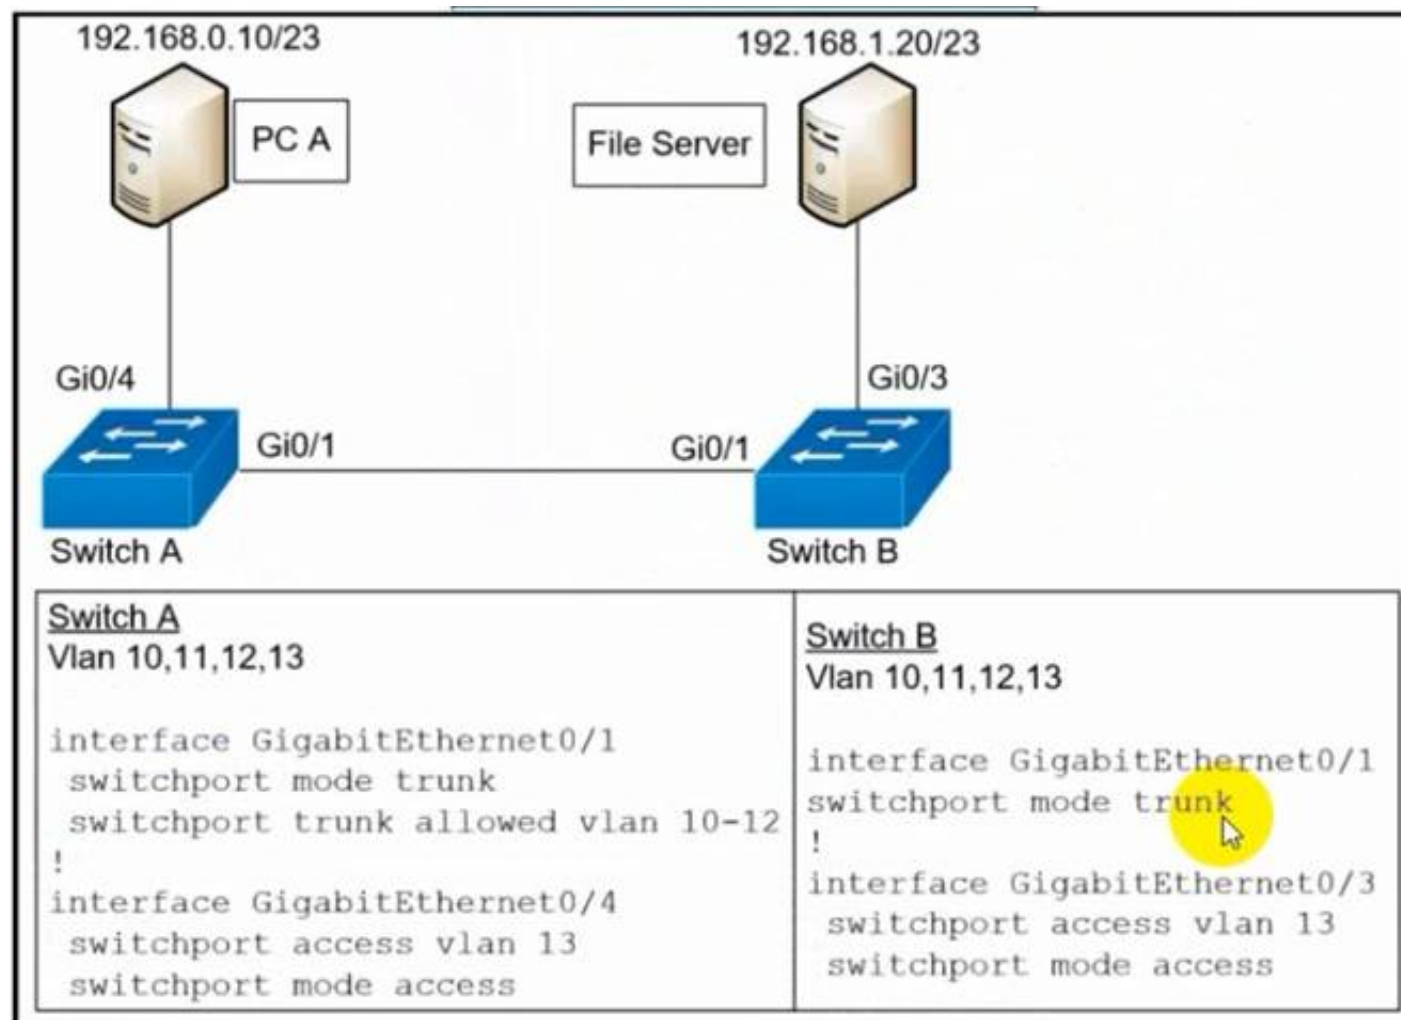 192.168.0.10/23
192.168.1.20/23
PC A
File Server
Gi0/4
Gi0/3
Gi0/1
Gi0/1
Switch A
Switch B
Switch A
Vlan 10,11,12,13
interface GigabitEthernet0/1
switchport mode trunk
switchport trunk allowed vlan 10-12
!
interface GigabitEthernet0/4
switchport access vlan 13
switchport mode access
Switch B
Vlan 10,11,12,13
interface GigabitEthernet0/1
switchport mode trunk
!
interface GigabitEthernet0/3
switchport access vlan 13
switchport mode access